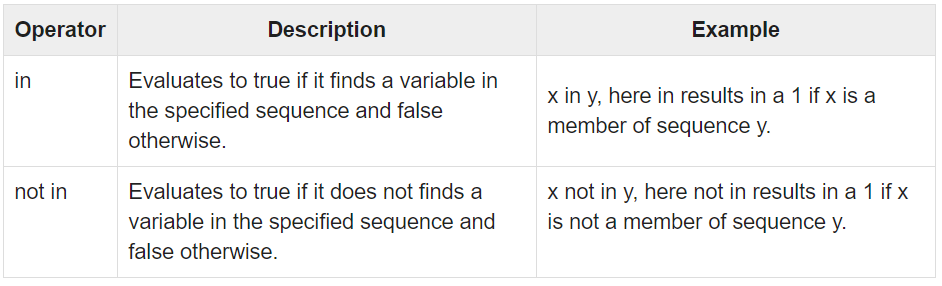 Operator Description Example
in
Evaluates to true if it finds a variable in
the specified sequence and false
otherwise.
x in y, here in results in a 1 if x is a
member of sequence y.
not in
Evaluates to true if it does not finds a
variable in the specified sequence and
false otherwise.
x not in y, here not in results in a 1 if x
is not a member of sequence y.